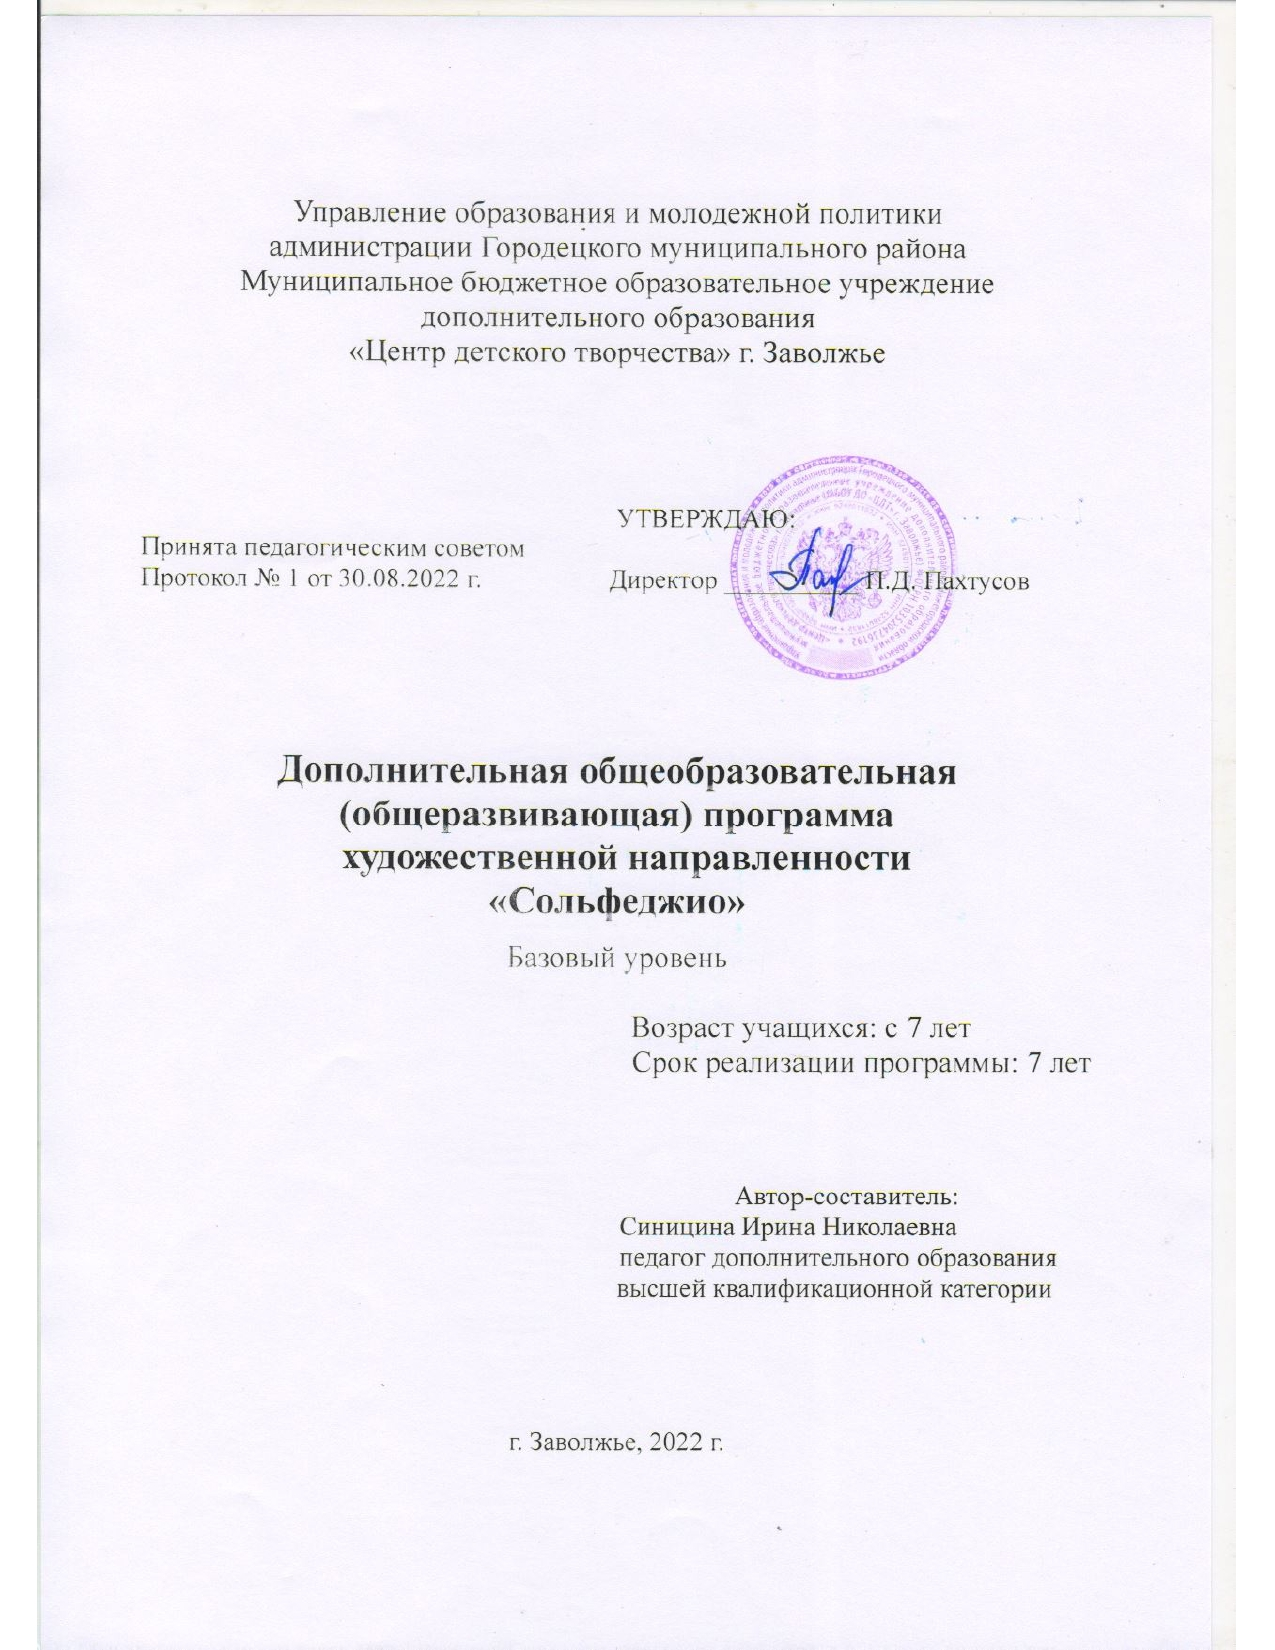 Управление образования и молодежной политики
администрации Городецкого муниципального района
Муниципальное бюджетное образовательное учреждение
дополнительного образования
«Центр детского творчества» г. Заволжье
УТВЕРЖДАЮ:
Принята педагогическим советом
Протокол № 1 от 30.08.2022 г.
Директор __________ П.Д. Пахтусов
Дополнительная общеобразовательная
(общеразвивающая) программа
художественной направленности
«Сольфеджио»
Базовый уровень
Возраст учащихся: с 7 лет
Срок реализации программы: 7 лет
Автор-составитель:
Синицина Ирина Николаевна
педагог дополнительного образования
высшей квалификационной категории
г. Заволжье, 2022 г.